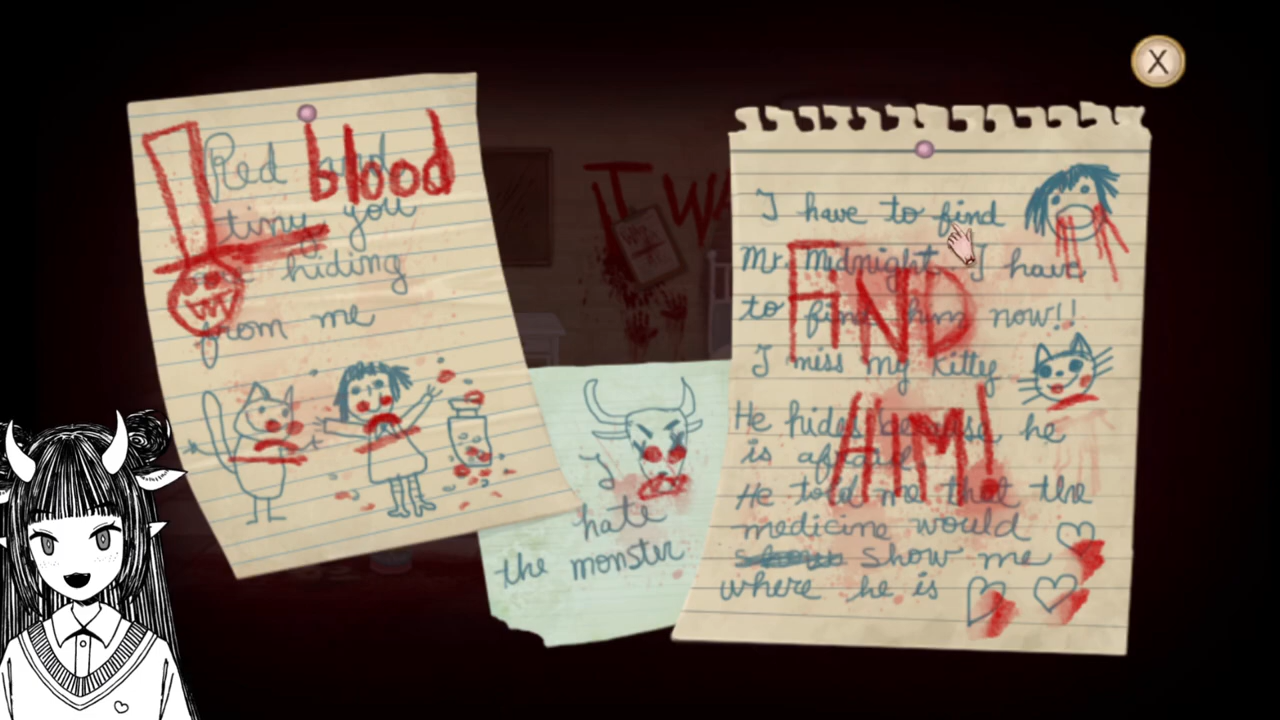 Red and blood
tiny you
hiding
from me
I
hate
the monster
I have to find
Mr. Midnight. I have
to find him now!!
I miss my kitty
He hides because he
is afraid
He told me that the
medicine would
show me
where he is
FIND
HIM!
I WA
X